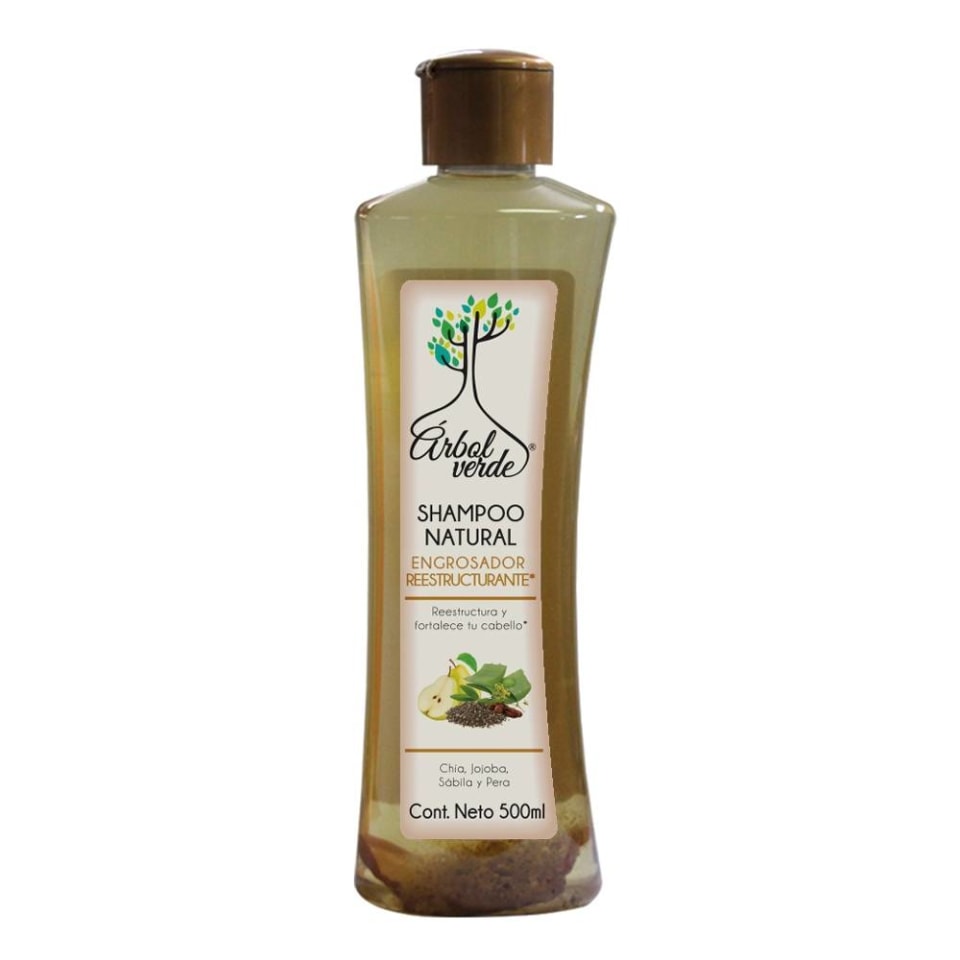 Árbol
verde®
SHAMPOO
NATURAL
ENGROSADOR
REESTRUCTURANTE*
Reestructura y
fortalece tu cabello*
Chía, Jojoba,
Sábila y Pera
Cont. Neto 500ml